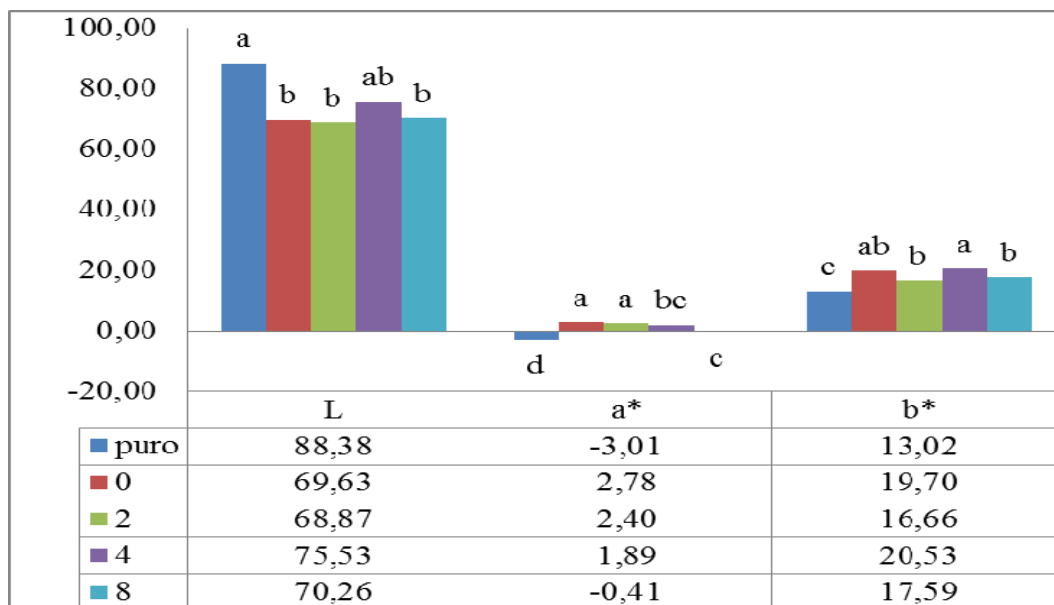 100,00
80,00
60,00
40,00
20,00
0,00
-20,00
a b b ab b
d a a bc c
c ab b a b
L a* b*
puro 88,38 -3,01 13,02
0 69,63 2,78 19,70
2 68,87 2,40 16,66
4 75,53 1,89 20,53
8 70,26 -0,41 17,59